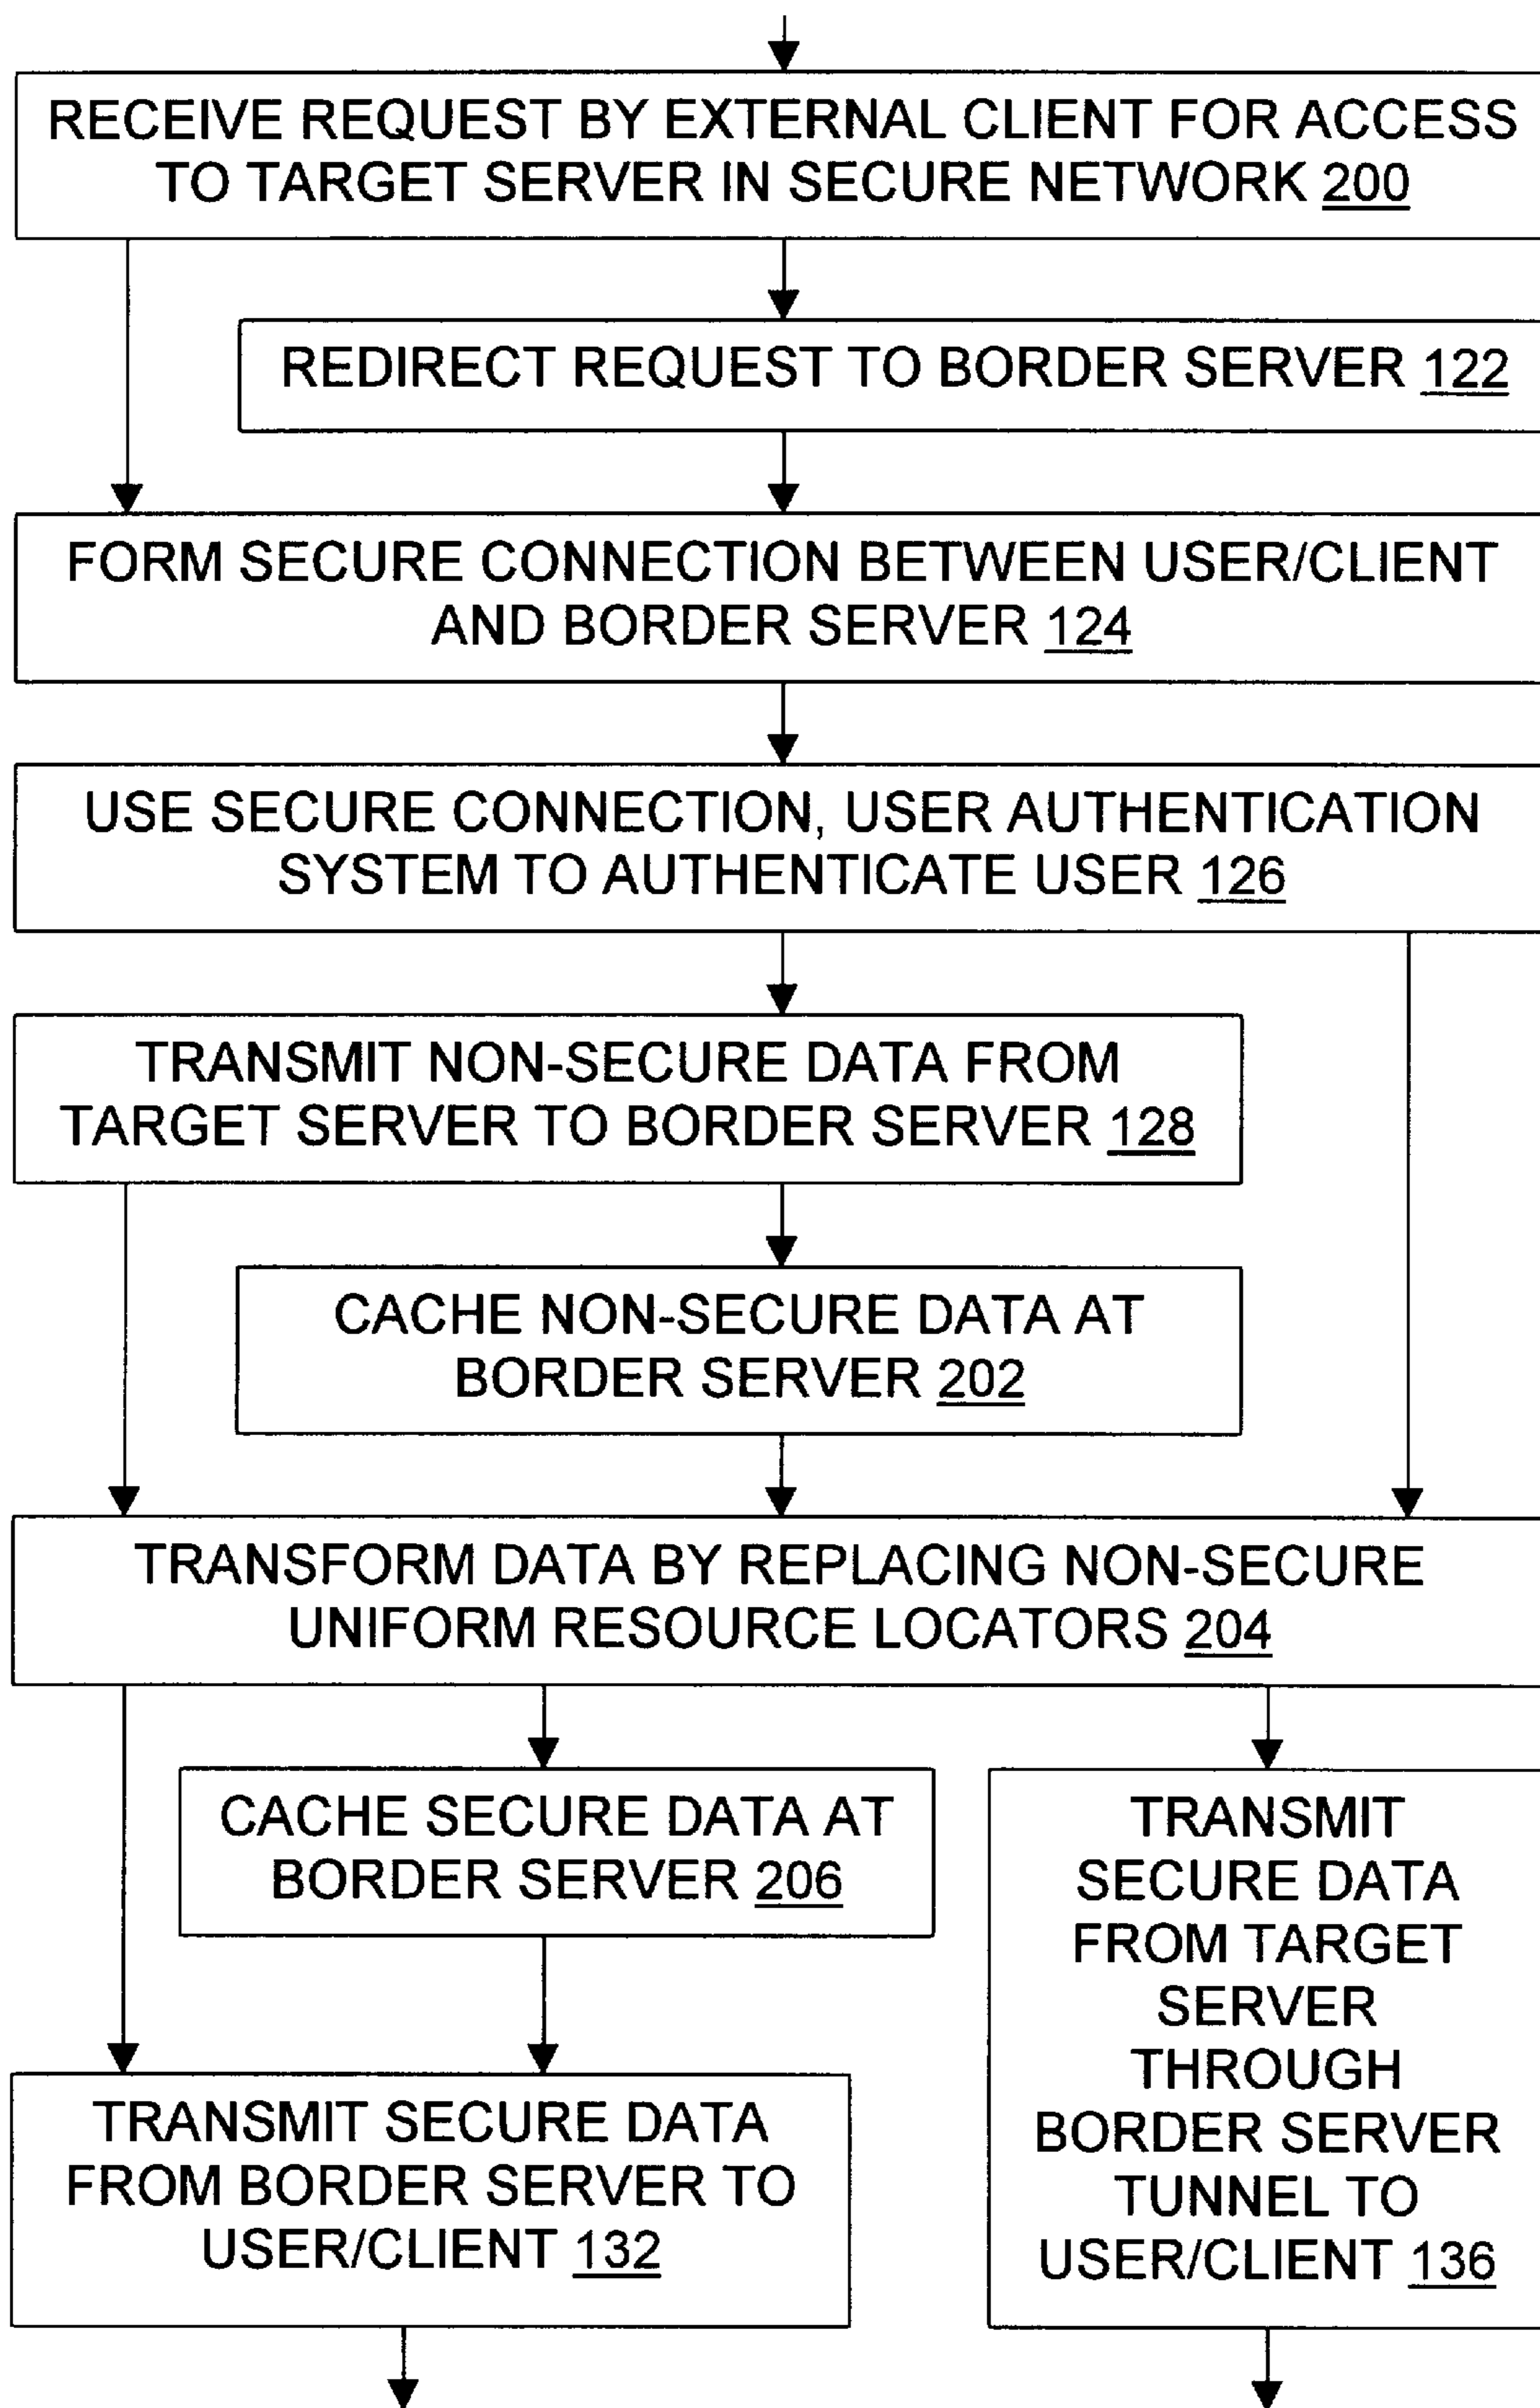 RECEIVE REQUEST BY EXTERNAL CLIENT FOR ACCESS
TO TARGET SERVER IN SECURE NETWORK 200
REDIRECT REQUEST TO BORDER SERVER 122
FORM SECURE CONNECTION BETWEEN USER/CLIENT
AND BORDER SERVER 124
USE SECURE CONNECTION, USER AUTHENTICATION
SYSTEM TO AUTHENTICATE USER 126
TRANSMIT NON-SECURE DATA FROM
TARGET SERVER TO BORDER SERVER 128
CACHE NON-SECURE DATA AT
BORDER SERVER 202
TRANSFORM DATA BY REPLACING NON-SECURE
UNIFORM RESOURCE LOCATORS 204
CACHE SECURE DATA AT
BORDER SERVER 206
TRANSMIT SECURE DATA
FROM BORDER SERVER TO
USER/CLIENT 132
TRANSMIT
SECURE DATA
FROM TARGET
SERVER
THROUGH
BORDER SERVER
TUNNEL TO
USER/CLIENT 136